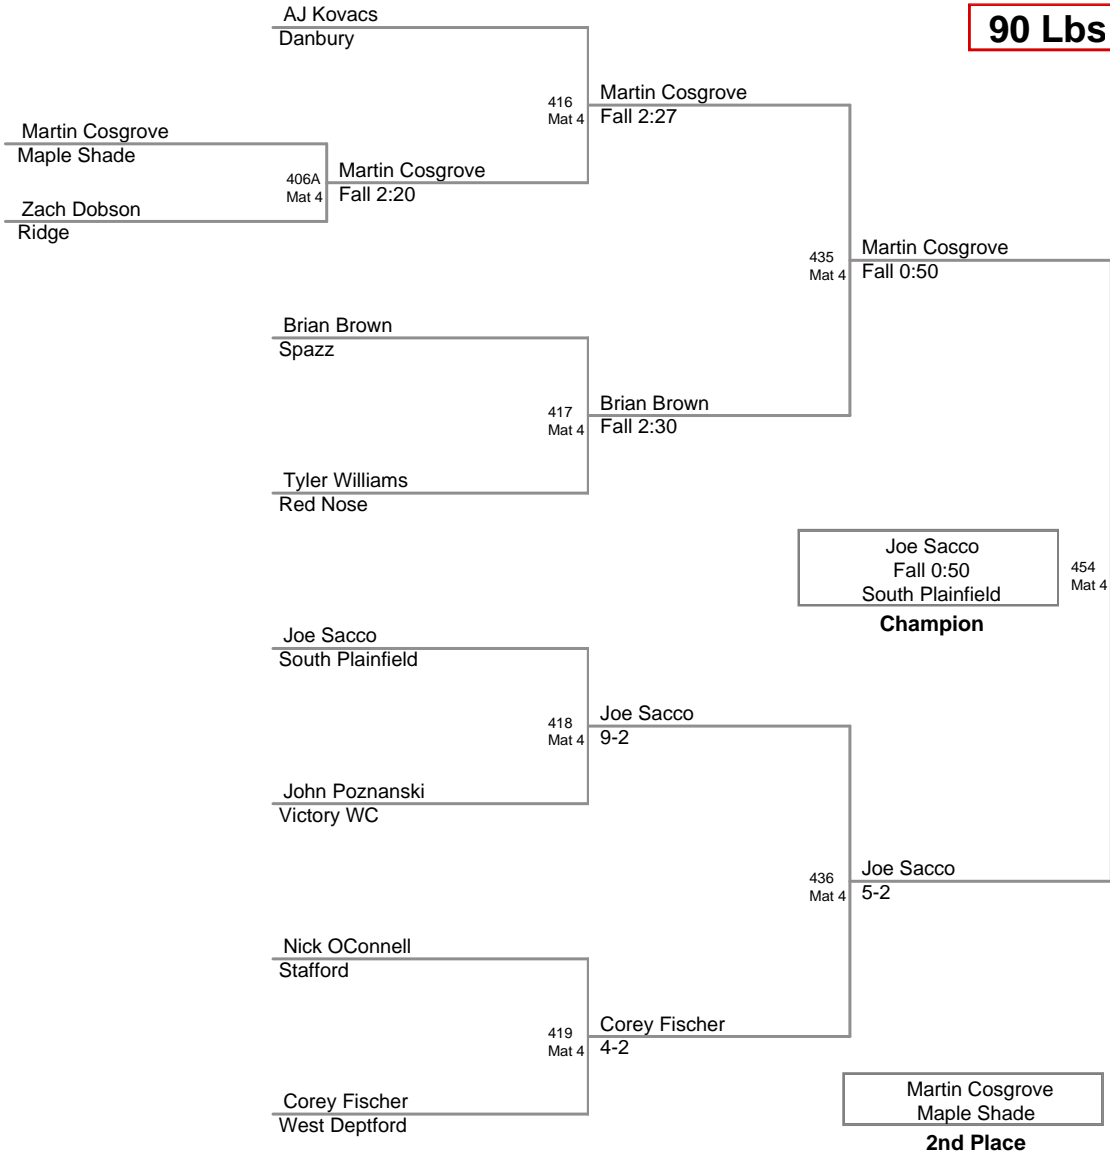 AJ Kovacs
Danbury
90 Lbs
416
Mat 4
Martin Cosgrove
Fall 2:27
Martin Cosgrove
Maple Shade
406A
Mat 4
Martin Cosgrove
Fall 2:20
Zach Dobson
Ridge
435
Mat 4
Martin Cosgrove
Fall 0:50
Brian Brown
Spazz
417
Mat 4
Brian Brown
Fall 2:30
Tyler Williams
Red Nose
Joe Sacco
Fall 0:50
South Plainfield
Champion
454
Mat 4
Joe Sacco
South Plainfield
418
Mat 4
Joe Sacco
9-2
John Poznanski
Victory WC
436
Mat 4
Joe Sacco
5-2
Nick OConnell
Stafford
419
Mat 4
Corey Fischer
4-2
Corey Fischer
West Deptford
Martin Cosgrove
Maple Shade
2nd Place